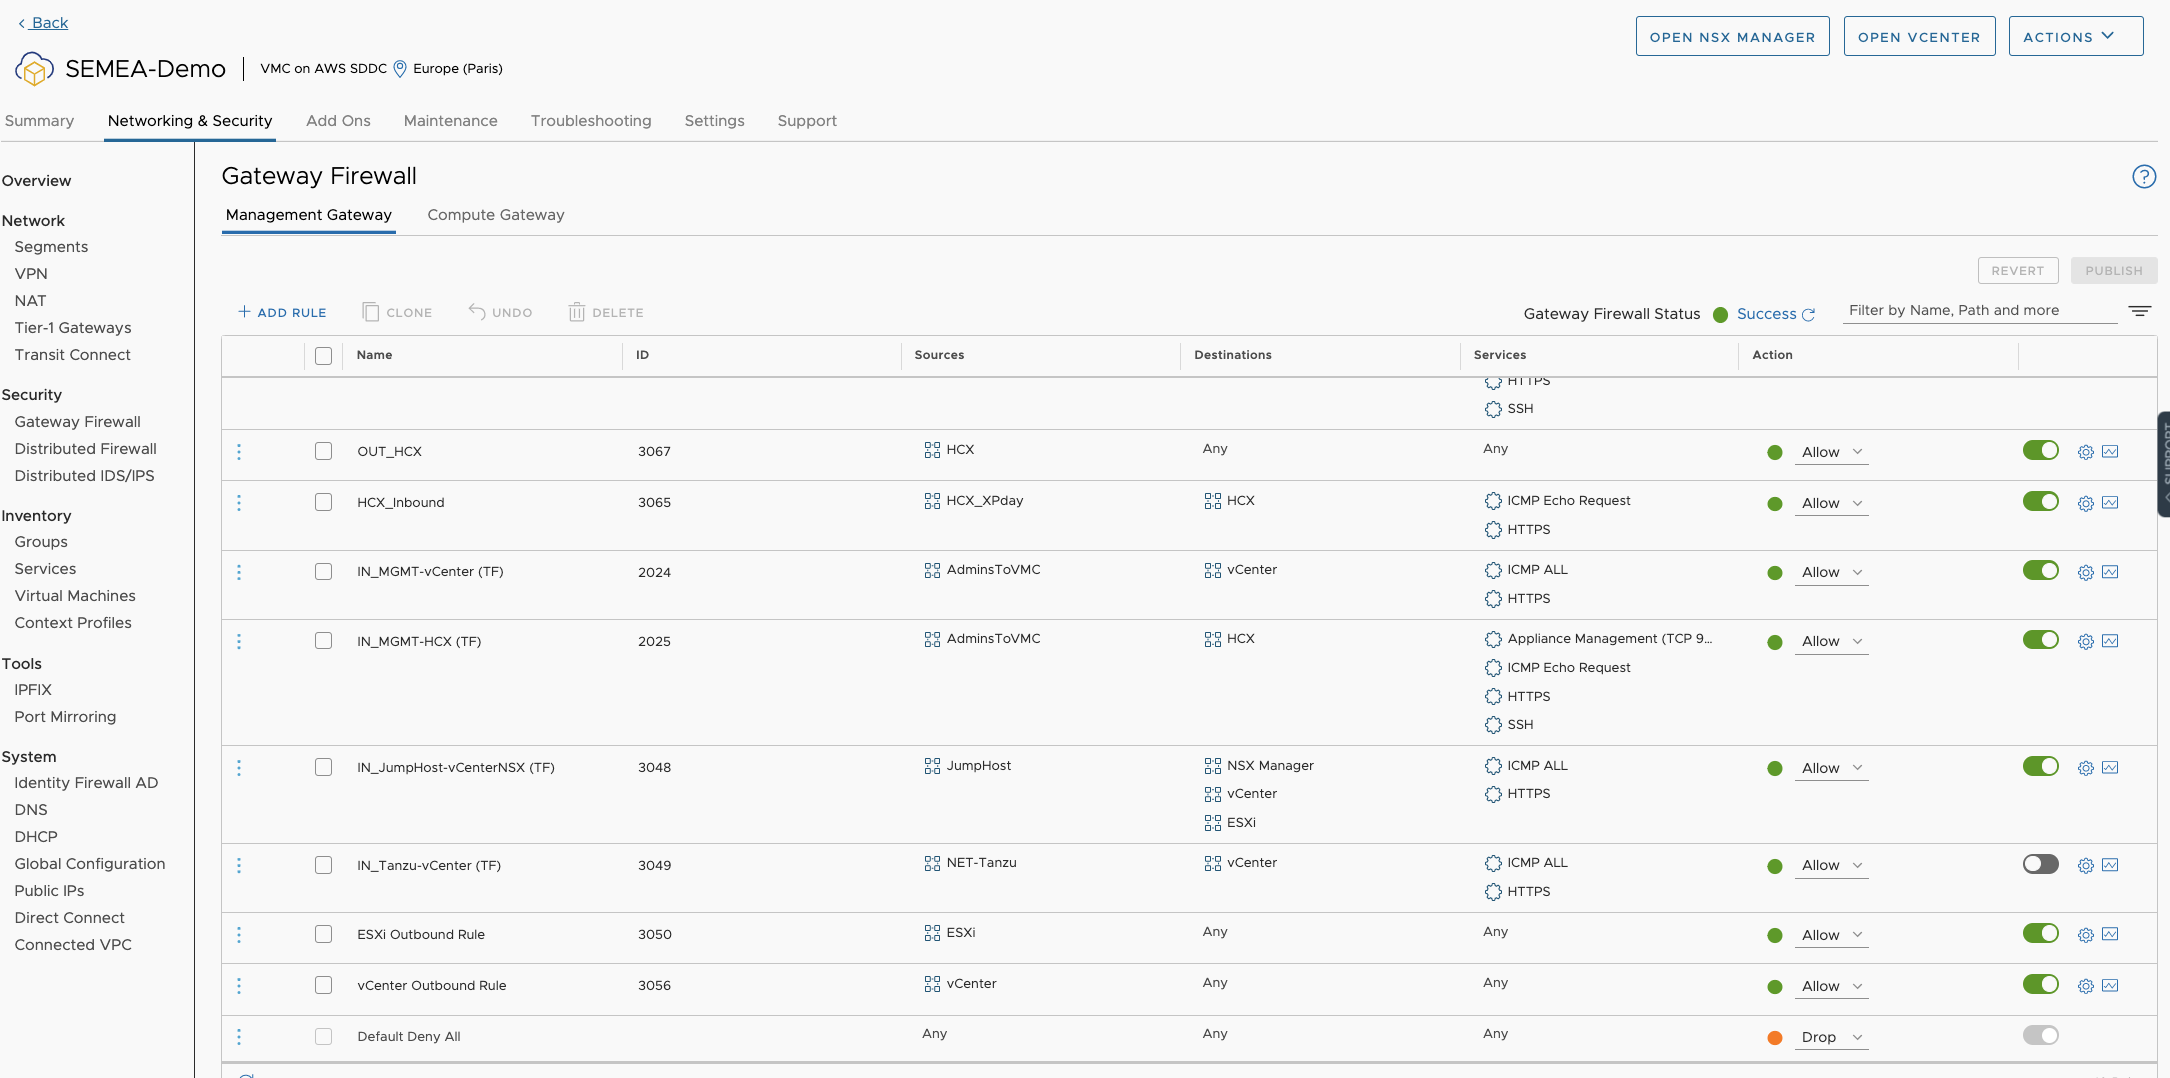 Back
OPEN NSX MANAGER
OPEN VCENTER
ACTIONS
SEMEA-Demo
VMC on AWS SDDC
Europe (Paris)
Summary
Networking & Security
Add Ons
Maintenance
Troubleshooting
Settings
Support
Overview
Network
Segments
VPN
NAT
Tier-1 Gateways
Transit Connect
Security
Gateway Firewall
Distributed Firewall
Distributed IDS/IPS
Inventory
Groups
Services
Virtual Machines
Context Profiles
Tools
IPFIX
Port Mirroring
System
Identity Firewall AD
DNS
DHCP
Global Configuration
Public IPs
Direct Connect
Connected VPC
Gateway Firewall
?
Management Gateway
Compute Gateway
REVERT
PUBLISH
ADD RULE
CLONE
UNDO
DELETE
Gateway Firewall Status
Success
Filter by Name, Path and more
Name ID Sources Destinations Services Action
HTTPS
SSH
OUT_HCX 3067 HCX Any Any Allow
HCX_Inbound 3065 HCX_XPday HCX ICMP Echo Request Allow
HTTPS
IN_MGMT-vCenter (TF) 2024 AdminsToVMC vCenter ICMP ALL Allow
HTTPS
IN_MGMT-HCX (TF) 2025 AdminsToVMC HCX Appliance Management (TCP 9... Allow
ICMP Echo Request
HTTPS
SSH
IN_JumpHost-vCenterNSX (TF) 3048 JumpHost NSX Manager ICMP ALL Allow
vCenter HTTPS
ESXi
IN_Tanzu-vCenter (TF) 3049 NET-Tanzu vCenter ICMP ALL Allow
HTTPS
ESXi Outbound Rule 3050 ESXi Any Any Allow
vCenter Outbound Rule 3056 vCenter Any Any Allow
Default Deny All Any Any Any Drop
SUPPORT